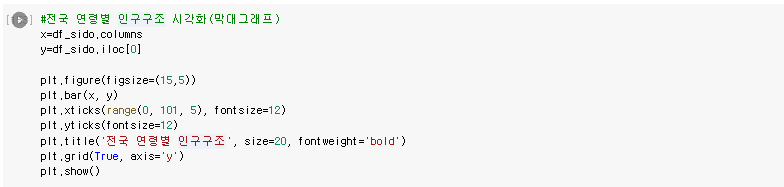 #전국 연령별 인구구조 시각화(막대그래프)
x=df_sido.columns
y=df_sido.iloc[0]
plt.figure(figsize=(15,5))
plt.bar(x, y)
plt.xticks(range(0, 101, 5), fontsize=12)
plt.yticks(fontsize=12)
plt.title('전국 연령별 인구구조', size=20, fontweight='bold')
plt.grid(True, axis='y')
plt.show()